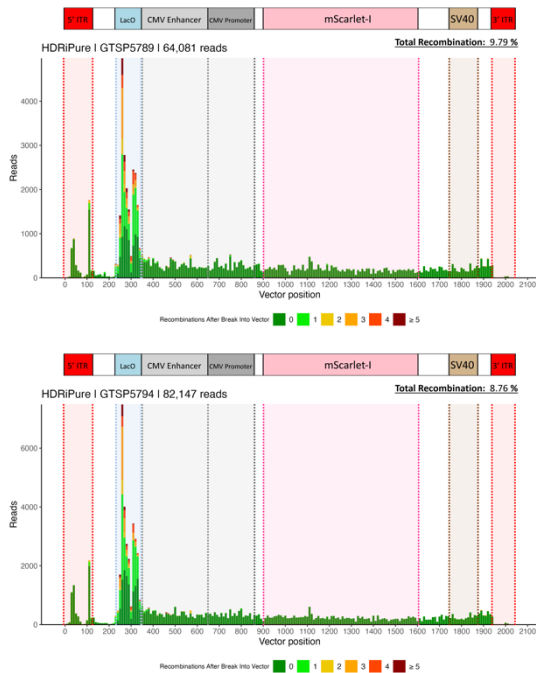 5' ITR LacO CMV Enhancer CMV Promoter mScarlet-I SV40 3' ITR
HDRiPure I GTSP5789 I 64,081 reads
Total Recombination: 9.79 %
Reads
4000
3000
2000
1000
0
0 100 200 300 400 500 600 700 800 900 1000 1100 1200 1300 1400 1500 1600 1700 1800 1900 2000 2100
Vector position
Recombinations After Break Into Vector 0 1 2 3 4 ≥ 5
5' ITR LacO CMV Enhancer CMV Promoter mScarlet-I SV40 3' ITR
HDRiPure I GTSP5794 I 82,147 reads
Total Recombination: 8.76 %
Reads
6000
4000
2000
0
0 100 200 300 400 500 600 700 800 900 1000 1100 1200 1300 1400 1500 1600 1700 1800 1900 2000 2100
Vector position
Recombinations After Break Into Vector 0 1 2 3 4 ≥ 5